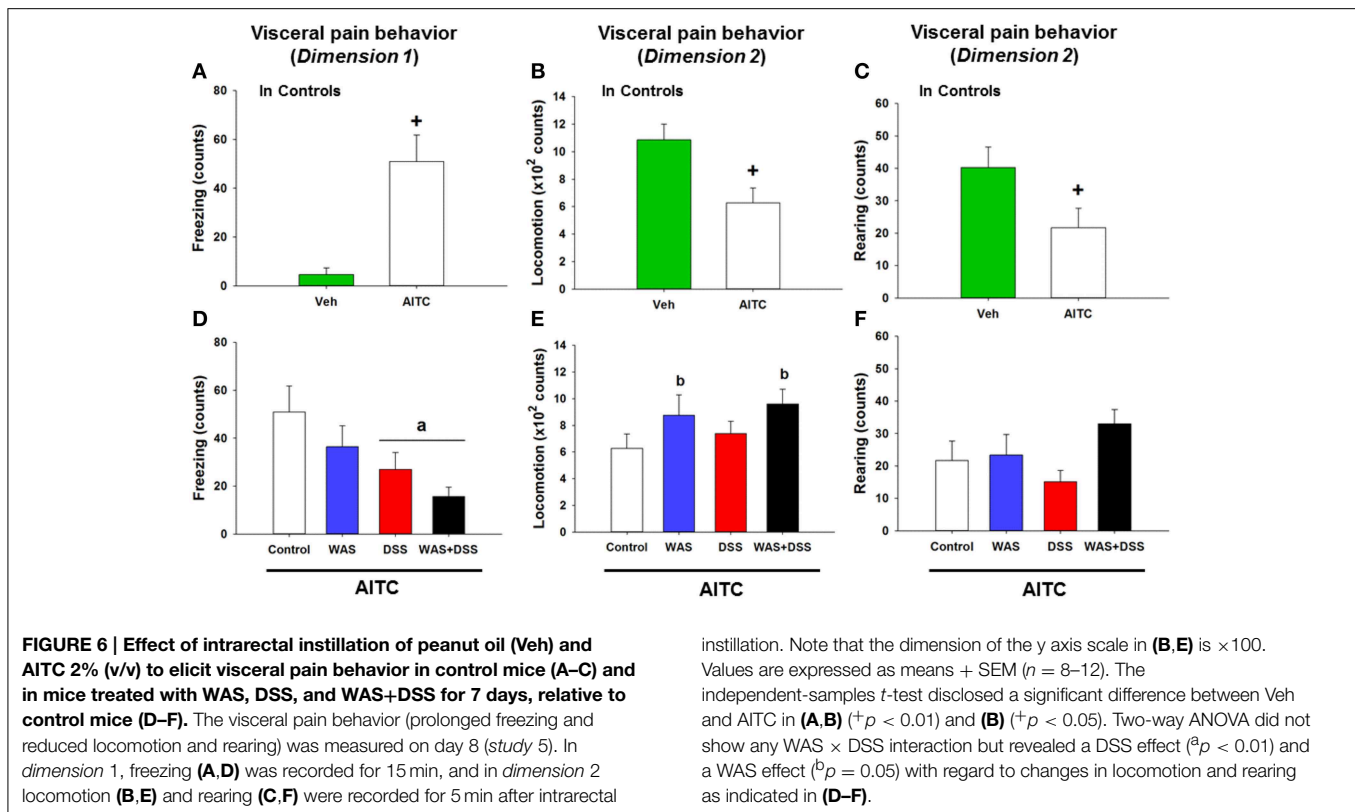 Visceral pain behavior
(Dimension 1)
Visceral pain behavior
(Dimension 2)
Visceral pain behavior
(Dimension 2)
A
In Controls
Freezing (counts)
80
60
40
20
0
+
Veh
AITC
B
In Controls
Locomotion (x10² counts)
14
12
10
8
6
4
2
0
+
Veh
AITC
C
In Controls
Rearing (counts)
60
50
40
30
20
10
0
+
Veh
AITC
D
Freezing (counts)
80
60
40
20
0
a
Control
WAS
DSS
WAS+DSS
AITC
E
Locomotion (x10² counts)
14
12
10
8
6
4
2
0
b
b
Control
WAS
DSS
WAS+DSS
AITC
F
Rearing (counts)
60
50
40
30
20
10
0
Control
WAS
DSS
WAS+DSS
AITC
FIGURE 6 | Effect of intrarectal instillation of peanut oil (Veh) and
AITC 2% (v/v) to elicit visceral pain behavior in control mice (A–C) and
in mice treated with WAS, DSS, and WAS+DSS for 7 days, relative to
control mice (D–F). The visceral pain behavior (prolonged freezing and
reduced locomotion and rearing) was measured on day 8 (study 5). In
dimension 1, freezing (A,D) was recorded for 15 min, and in dimension 2
locomotion (B,E) and rearing (C,F) were recorded for 5 min after intrarectal
instillation. Note that the dimension of the y axis scale in (B,E) is ×100.
Values are expressed as means + SEM (n = 8–12). The
independent-samples t-test disclosed a significant difference between Veh
and AITC in (A,B) (⁺p < 0.01) and (B) (⁺p < 0.05). Two-way ANOVA did not
show any WAS × DSS interaction but revealed a DSS effect (ᵃp < 0.01) and
a WAS effect (ᵇp = 0.05) with regard to changes in locomotion and rearing
as indicated in (D–F).